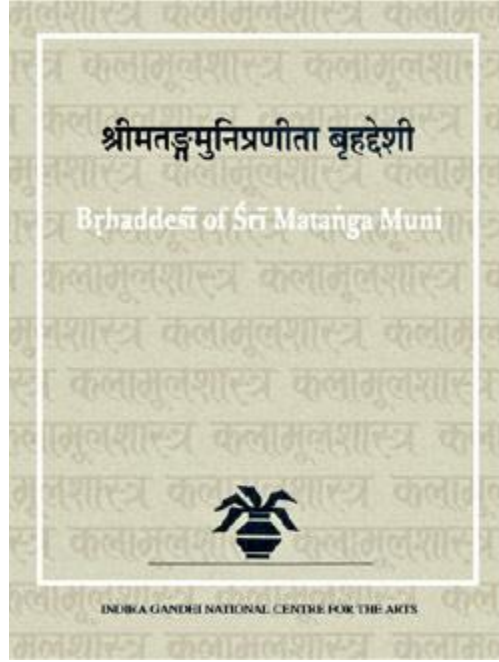 श्रीमतङ्गमुनिप्रणीता बृहद्देशी
Bṛhaddeśī of Śrī Mataṅga Muni
INDIRA GANDHI NATIONAL CENTRE FOR THE ARTS